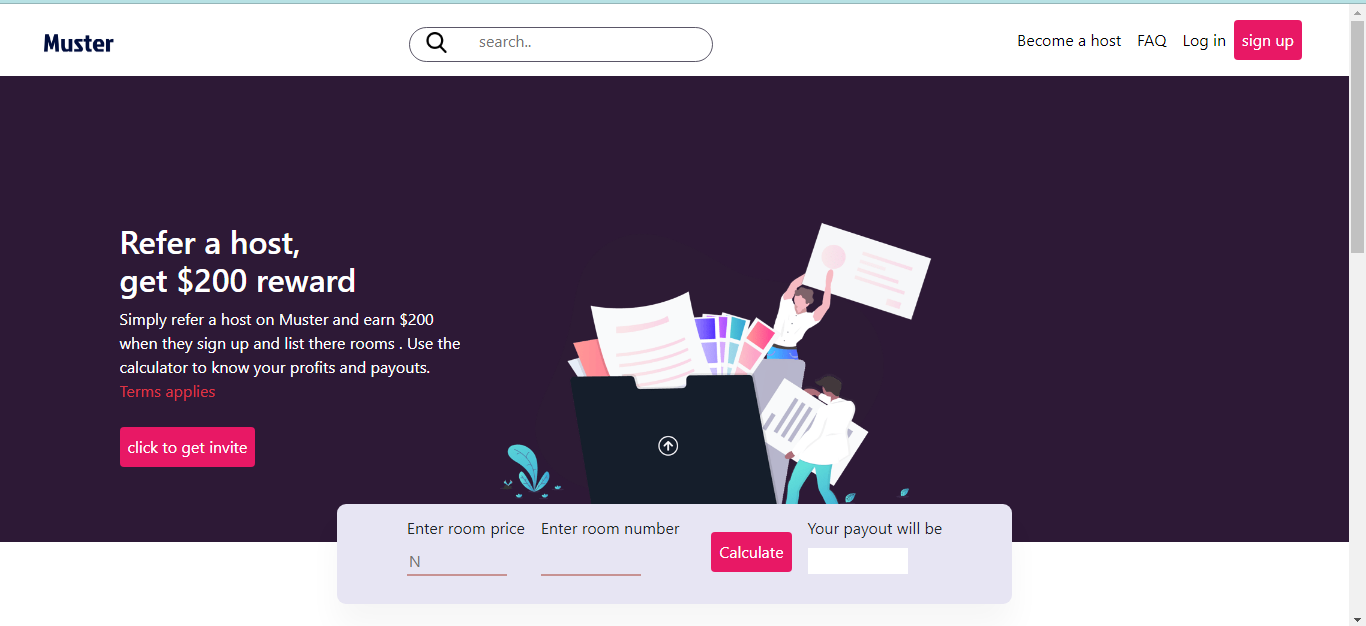 Muster
search..
Become a host
FAQ
Log in
sign up
Refer a host,
get $200 reward
Simply refer a host on Muster and earn $200
when they sign up and list there rooms . Use the
calculator to know your profits and payouts.
Terms applies
click to get invite
Enter room price
Enter room number
Your payout will be
N
Calculate